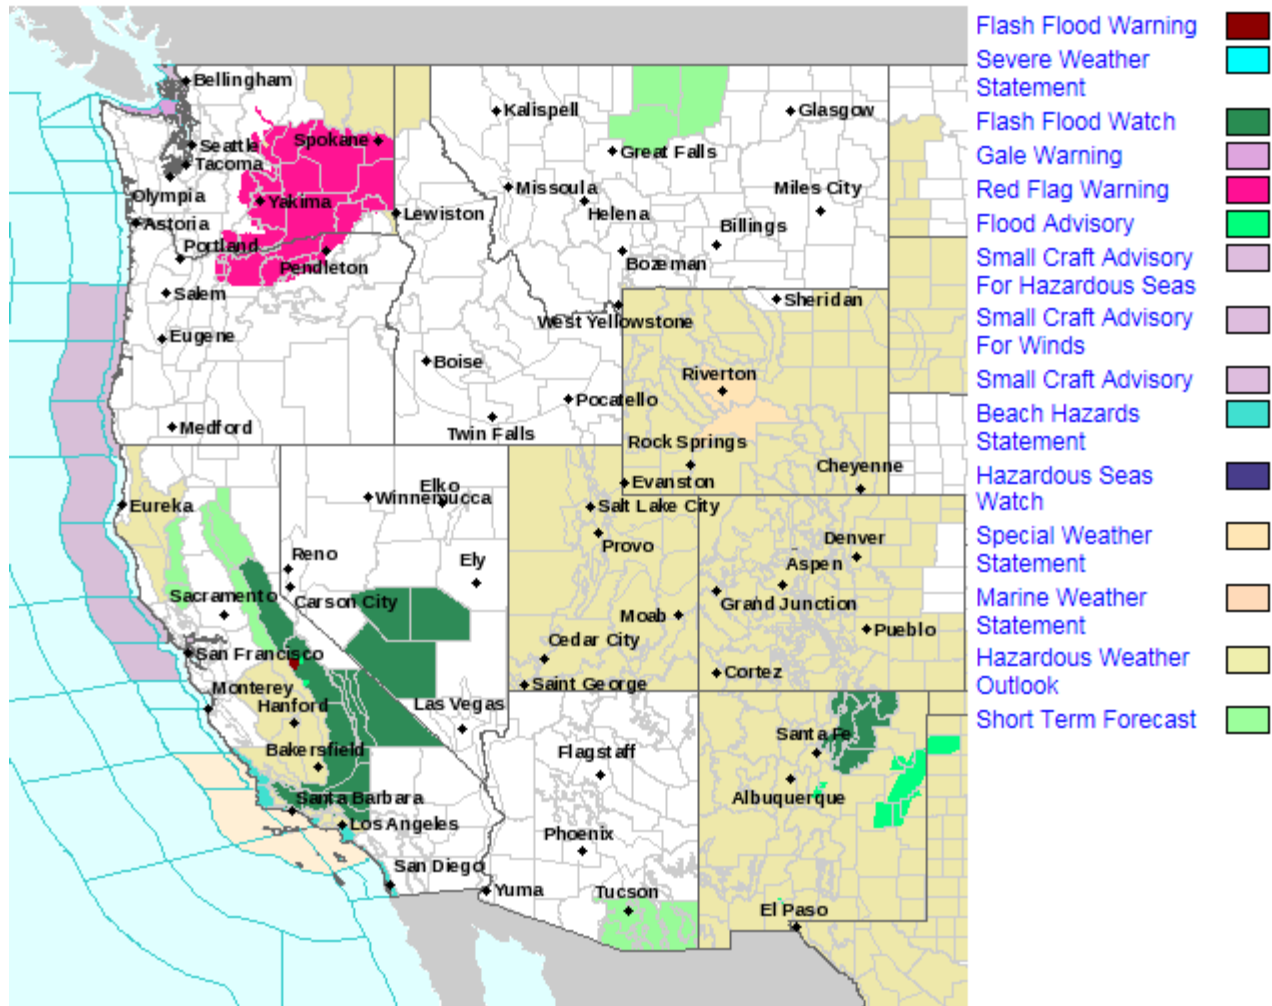 Bellingham
Seattle
Tacoma
Olympia
Astoria
Portland
Salem
Eugene
Medford
Spokane
Yakima
Pendleton
Lewiston
Kalispell
Glasgow
Great Falls
Missoula
Helena
Miles City
Billings
Bozeman
West Yellowstone
Sheridan
Boise
Pocatello
Twin Falls
Riverton
Rock Springs
Evanston
Cheyenne
Eureka
Elko
Winnemucca
Reno
Ely
Carson City
Sacramento
San Francisco
Monterey
Hanford
Bakersfield
Las Vegas
Santa Barbara
Los Angeles
San Diego
Salt Lake City
Provo
Moab
Cedar City
Saint George
Denver
Aspen
Grand Junction
Pueblo
Cortez
Flagstaff
Phoenix
Yuma
Tucson
Santa Fe
Albuquerque
El Paso
Flash Flood Warning
Severe Weather
Statement
Flash Flood Watch
Gale Warning
Red Flag Warning
Flood Advisory
Small Craft Advisory
For Hazardous Seas
Small Craft Advisory
For Winds
Small Craft Advisory
Beach Hazards
Statement
Hazardous Seas
Watch
Special Weather
Statement
Marine Weather
Statement
Hazardous Weather
Outlook
Short Term Forecast